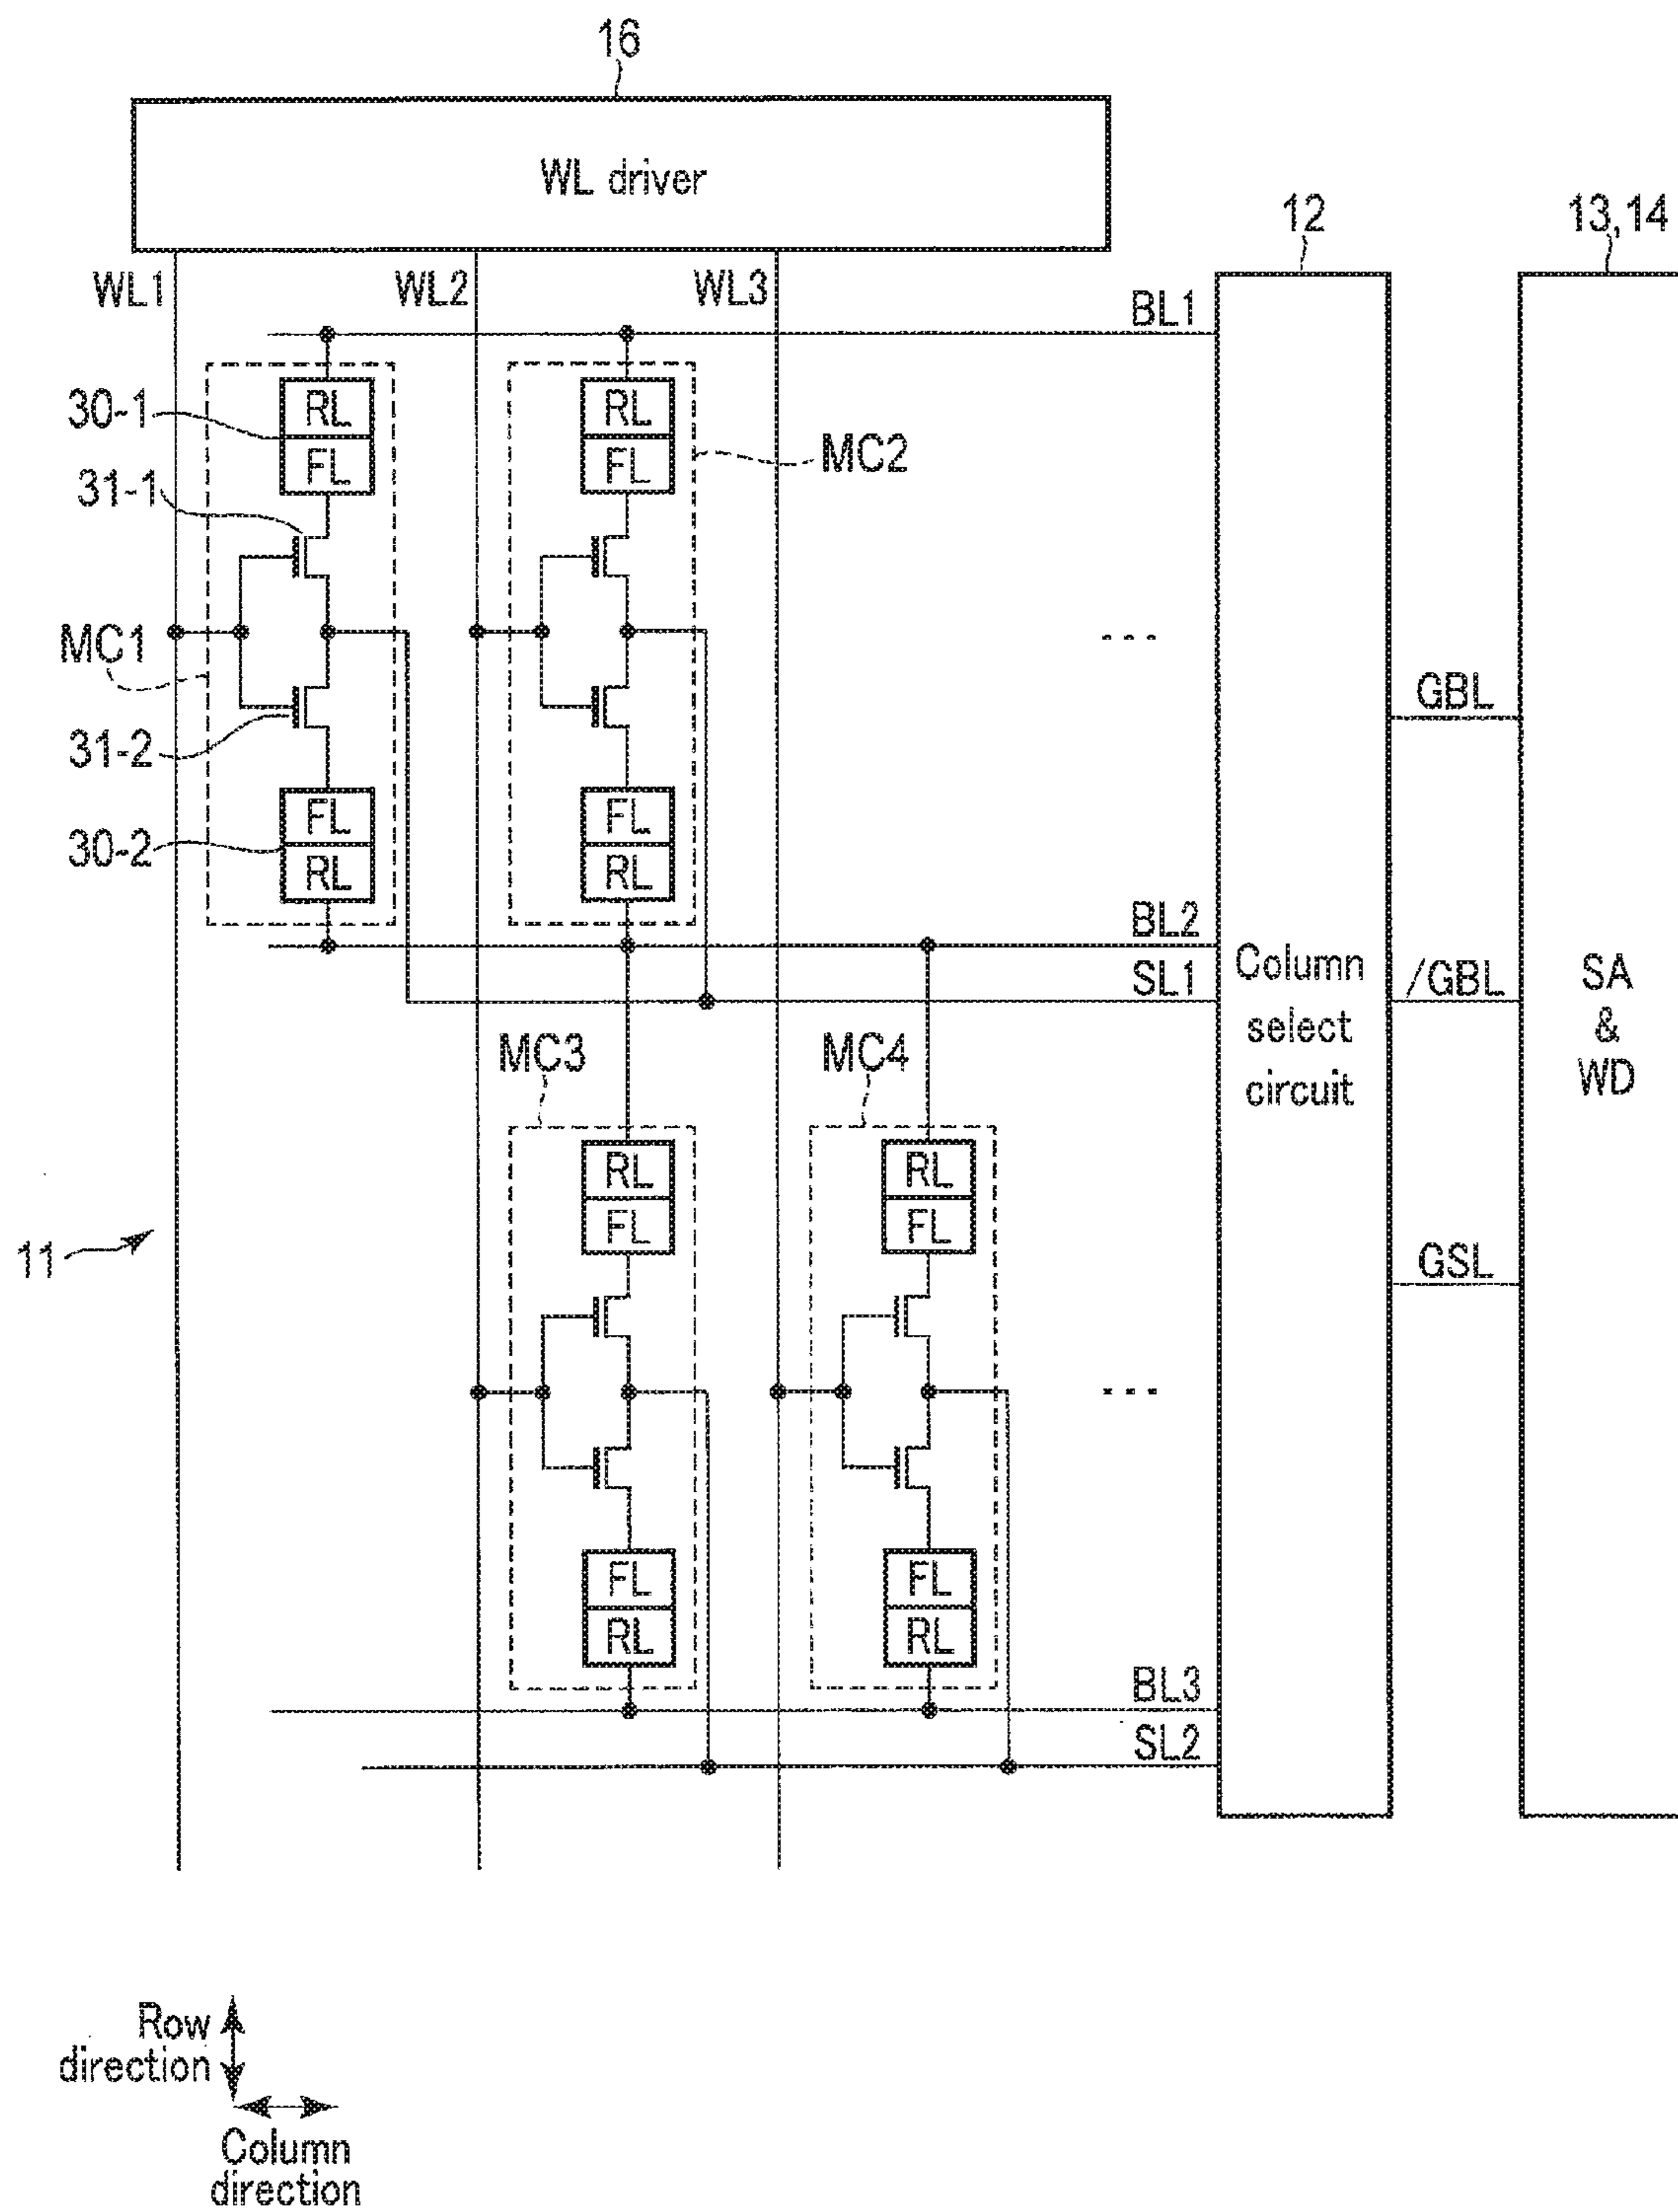 16
WL driver
12
13,14
WL1
WL2
WL3
BL1
30-1
RL
FL
RL
FL
MC2
31-1
MC1
31-2
GBL
30-2
FL
RL
FL
RL
BL2
SL1
Column
select
circuit
/GBL
SA
&
WD
MC3
MC4
RL
FL
RL
FL
11
GSL
FL
RL
FL
RL
BL3
SL2
Row
direction
Column
direction